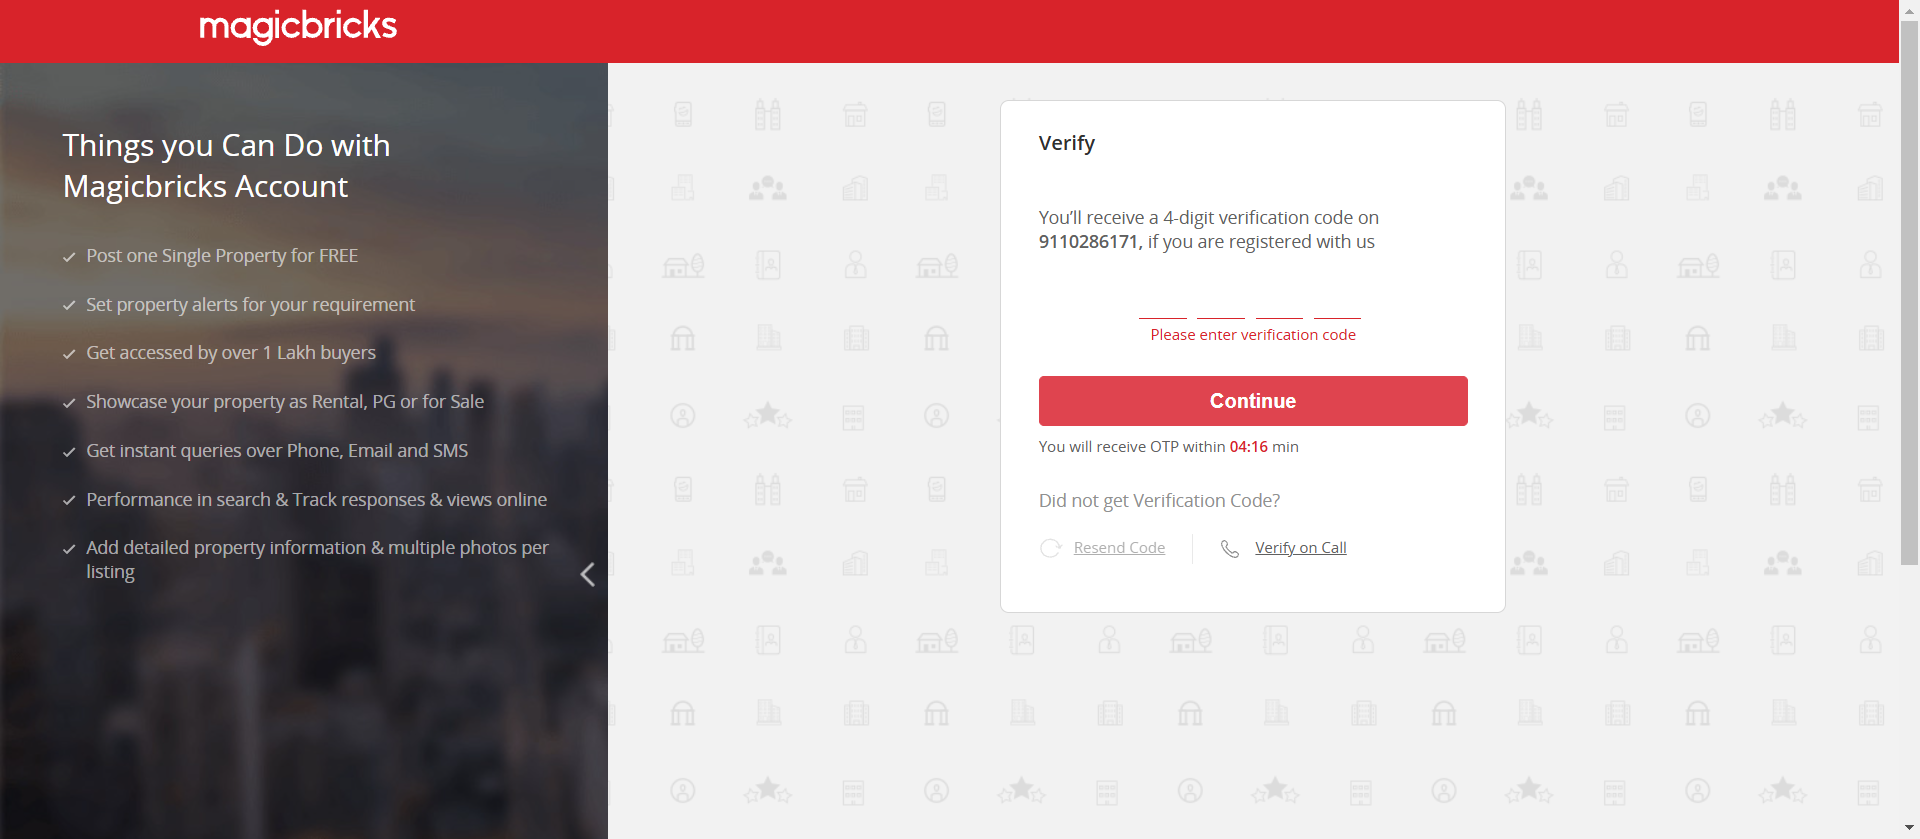 magicbricks
Things you Can Do with
Magicbricks Account
Post one Single Property for FREE
Set property alerts for your requirement
Get accessed by over 1 Lakh buyers
Showcase your property as Rental, PG or for Sale
Get instant queries over Phone, Email and SMS
Performance in search & Track responses & views online
Add detailed property information & multiple photos per
listing
Verify
You’ll receive a 4-digit verification code on
9110286171, if you are registered with us
Please enter verification code
Continue
You will receive OTP within 04:16 min
Did not get Verification Code?
Resend Code
Verify on Call